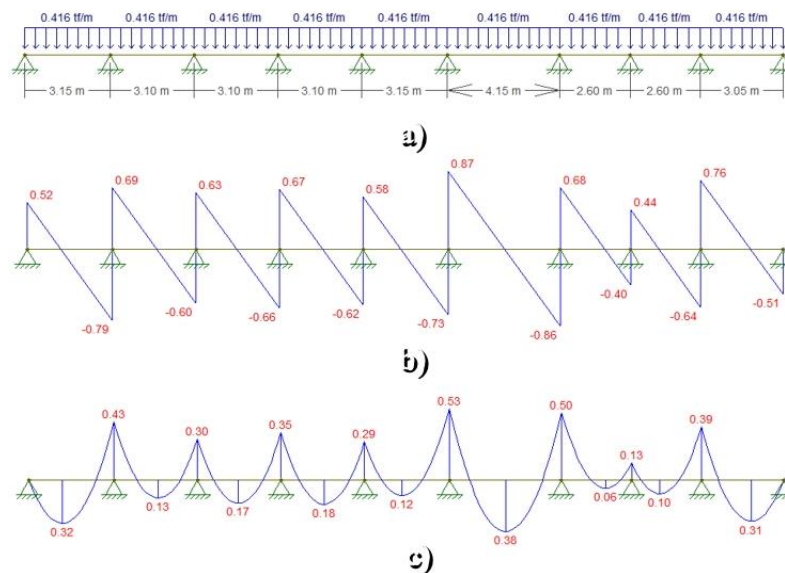 0.416 tf/m 0.416 tf/m 0.416 tf/m 0.416 tf/m 0.416 tf/m 0.416 tf/m 0.416 tf/m 0.416 tf/m 0.416 tf/m
3.15 m 3.10 m 3.10 m 3.10 m 3.15 m 4.15 m 2.60 m 2.60 m 3.05 m
a)
0.52 0.69 0.63 0.67 0.58 0.87 0.68 0.44 0.76
-0.79 -0.60 -0.66 -0.62 -0.73 -0.86 -0.40 -0.64 -0.51
b)
0.43 0.30 0.35 0.29 0.53 0.50 0.13 0.39
0.32 0.13 0.17 0.18 0.12 0.38 0.06 0.10 0.31
c)